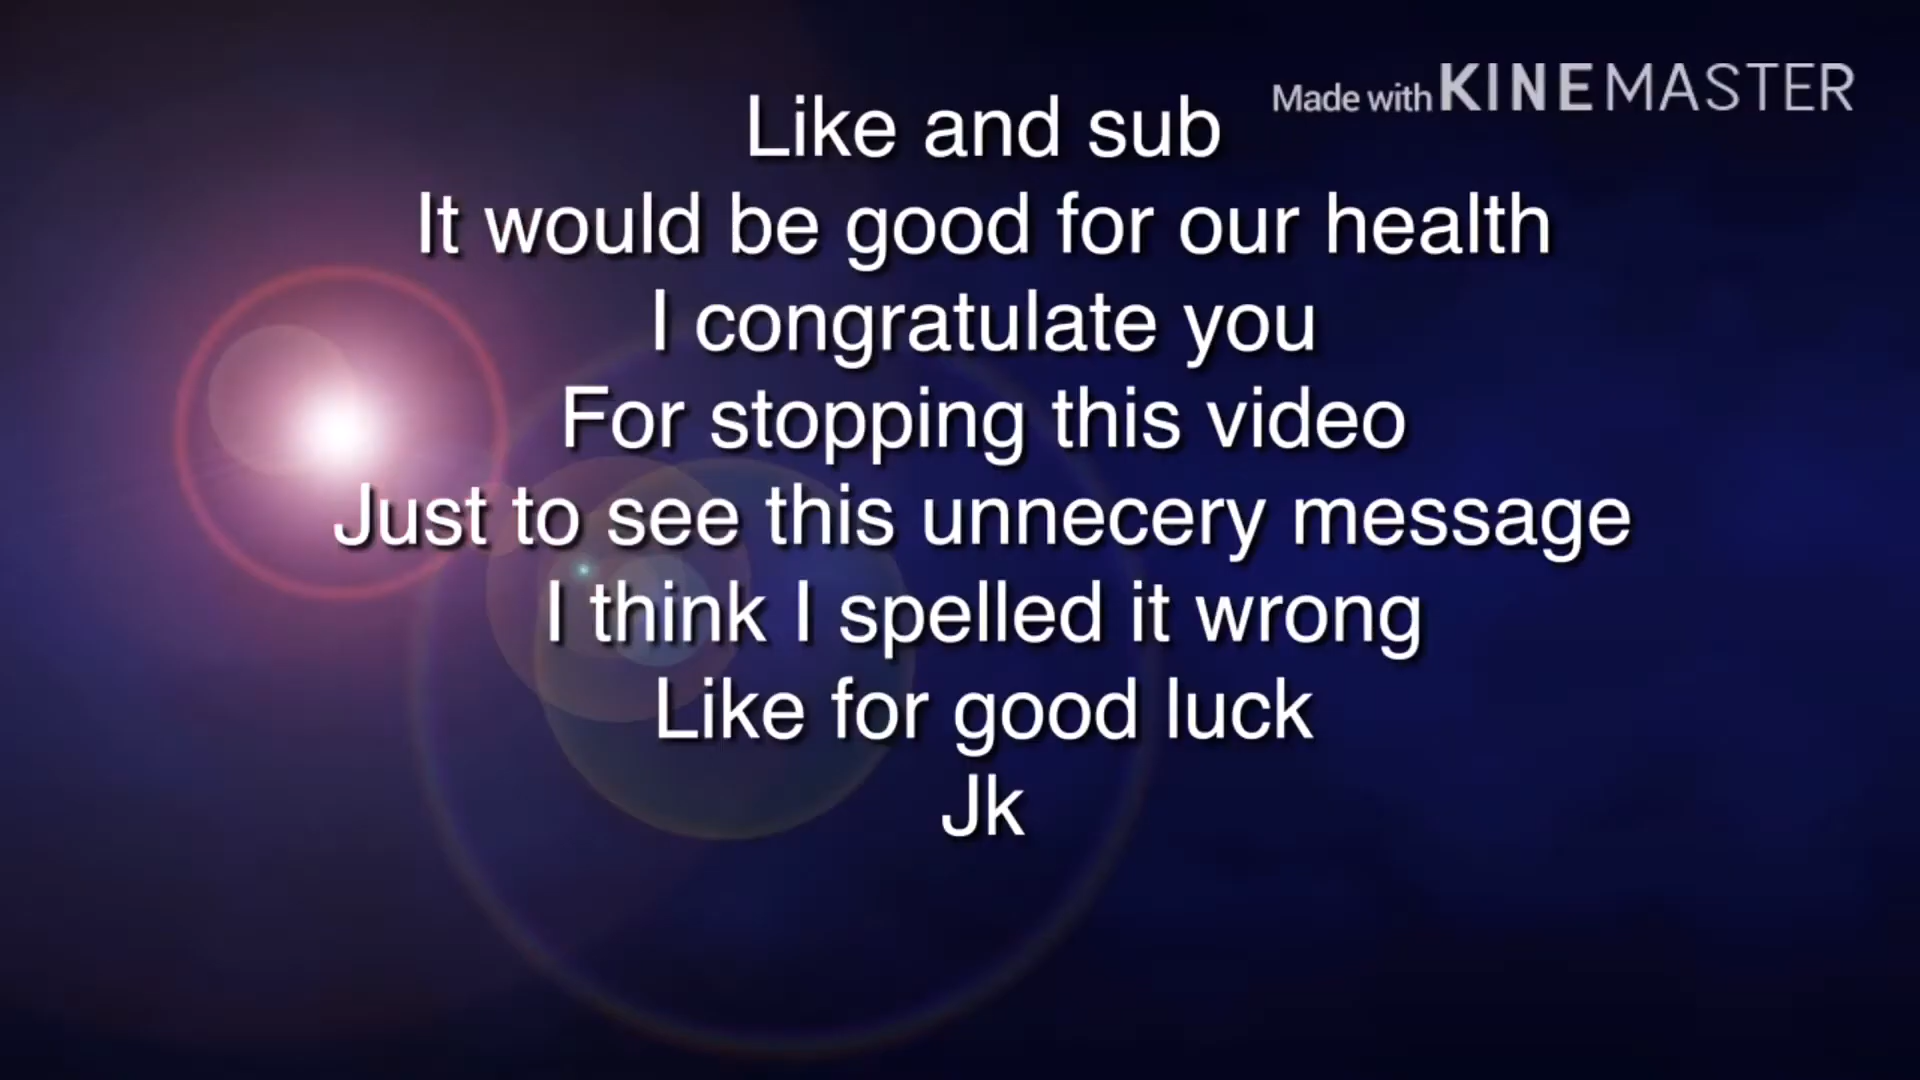 Made with KINEMASTER
Like and sub
It would be good for our health
I congratulate you
For stopping this video
Just to see this unnecery message
I think I spelled it wrong
Like for good luck
Jk